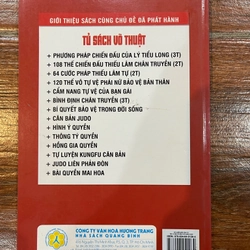 GIỚI THIỆU SÁCH CÙNG CHỦ ĐỀ ĐÃ PHÁT HÀNH
TỦ SÁCH VÕ THUẬT
• PHƯƠNG PHÁP CHIẾN ĐẤU CỦA LÝ TIỂU LONG (3T)
• 108 THẾ CHIẾN ĐẤU THIẾU LÂM CHÂN TRUYỀN (2T)
• 64 CƯỚC PHÁP THIẾU LÂM TỰ (2T)
• 120 THẾ VÕ TỰ VỆ PHÁI NỮ BẢO VỆ BẢN THÂN
• CẨM NANG TỰ VỆ CỦA BẠN GÁI
• BÌNH ĐỊNH CHÂN TRUYỀN (3T)
• BÍ QUYẾT BẢO VỆ TRONG ĐỜI SỐNG
• CĂN BẢN JUDO
• HÌNH Ý QUYỀN
• THÔNG TÝ QUYỀN
• HỒNG GIA QUYỀN
• TỰ LUYỆN KUNGFU CĂN BẢN
• JUDO LIÊN PHẢN ĐÒN
• BÀI QUYỀN MAI HOA
CÔNG TY VĂN HÓA HƯƠNG TRANG
NHÀ SÁCH QUANG BÌNH